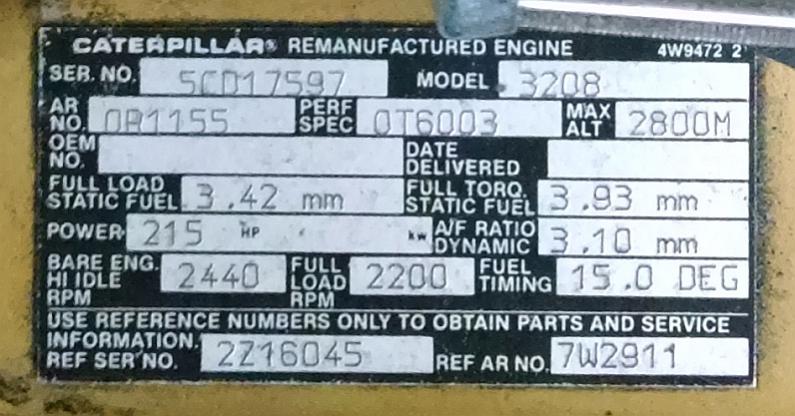 CATERPILLAR® REMANUFACTURED ENGINE 4W9472 2
SER. NO. 5CD17597 MODEL 3208
AR NO. 0R1155 PERF SPEC 0T6003 MAX ALT 2800M
OEM NO. DATE DELIVERED
FULL LOAD STATIC FUEL 3.42 mm FULL TORQ. STATIC FUEL 3.93 mm
POWER 215 HP kw A/F RATIO DYNAMIC 3.10 mm
BARE ENG. HI IDLE RPM 2440 FULL LOAD RPM 2200 FUEL TIMING 15.0 DEG
USE REFERENCE NUMBERS ONLY TO OBTAIN PARTS AND SERVICE
INFORMATION.
REF SER NO. 2Z16045 REF AR NO. 7W2911